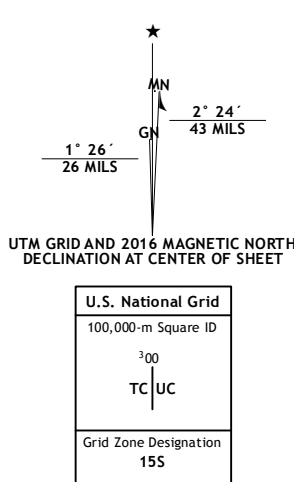 ★
MN
GN
2° 24´
43 MILS
1° 26´
26 MILS
UTM GRID AND 2016 MAGNETIC NORTH
DECLINATION AT CENTER OF SHEET
U.S. National Grid
100,000-m Square ID
³00
TC UC
Grid Zone Designation
15S